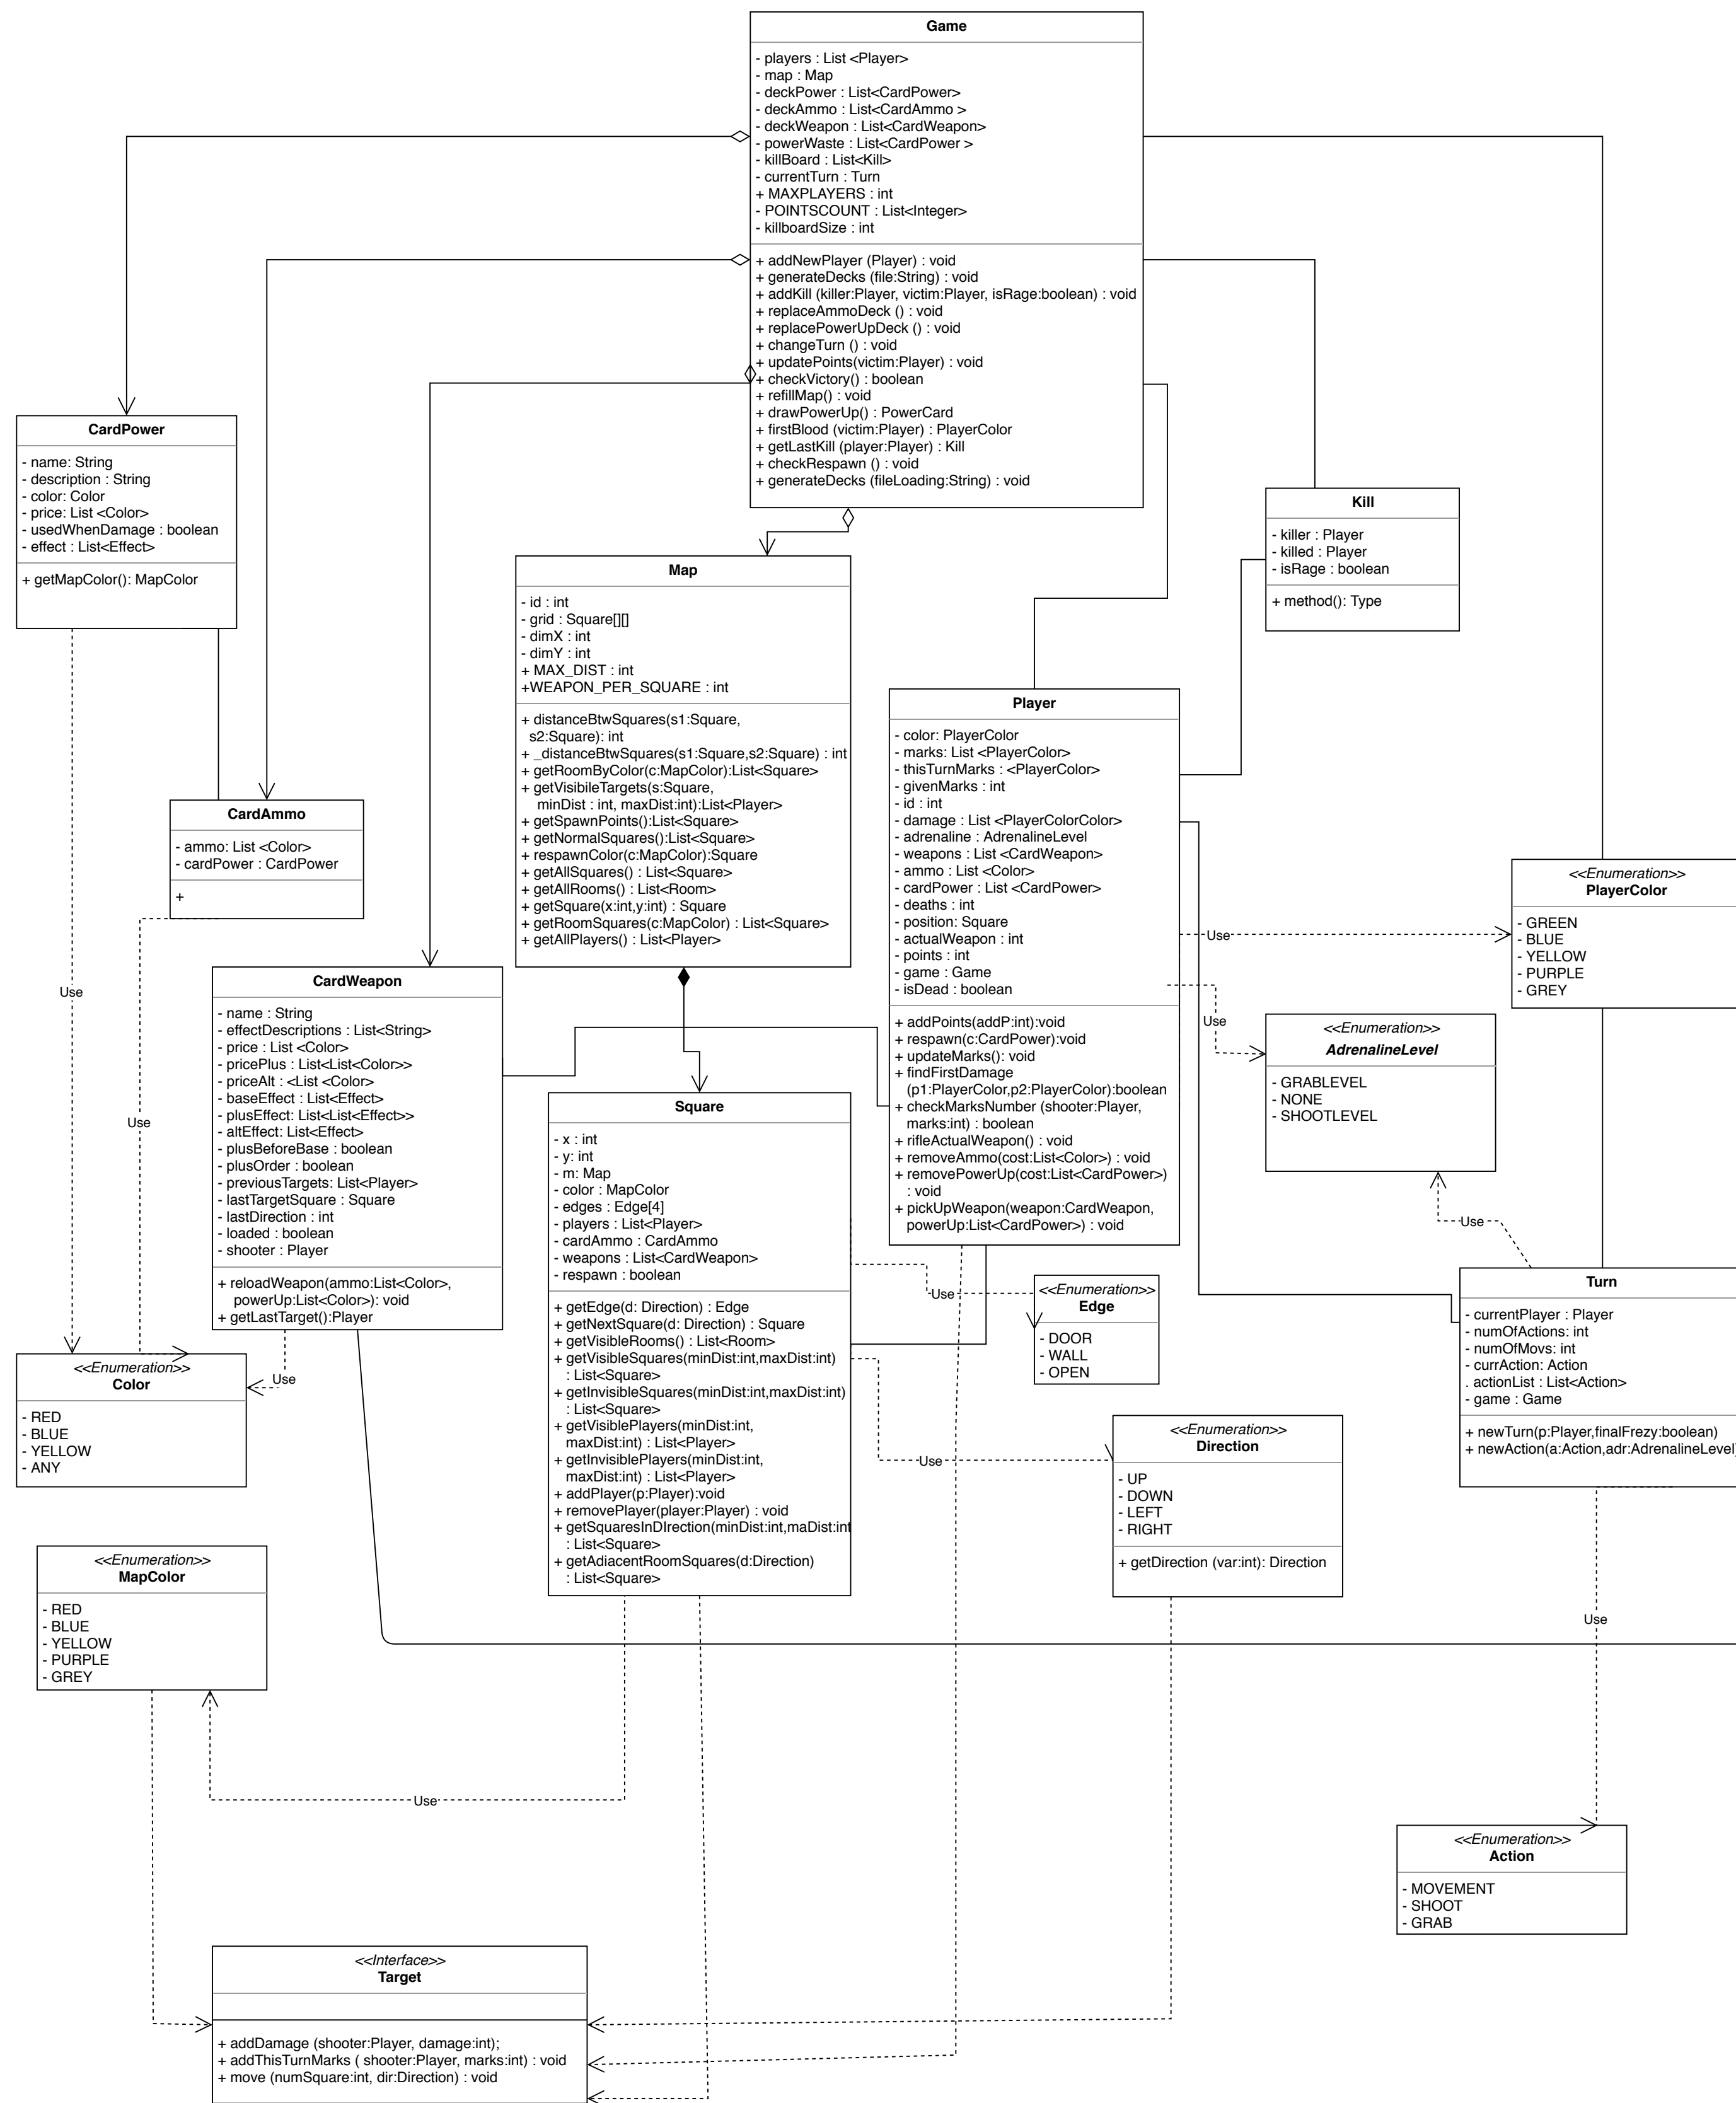 Game
- players : List <Player>
- map : Map
- deckPower : List<CardPower>
- deckAmmo : List<CardAmmo >
- deckWeapon : List<CardWeapon>
- powerWaste : List<CardPower >
- killBoard : List<Kill>
- currentTurn : Turn
+ MAXPLAYERS : int
- POINTSCOUNT : List<Integer>
- killboardSize : int
+ addNewPlayer (Player) : void
+ generateDecks (file:String) : void
+ addKill (killer:Player, victim:Player, isRage:boolean) : void
+ replaceAmmoDeck () : void
+ replacePowerUpDeck () : void
+ changeTurn () : void
+ updatePoints(victim:Player) : void
+ checkVictory() : boolean
+ refillMap() : void
+ drawPowerUp() : PowerCard
+ firstBlood (victim:Player) : PlayerColor
+ getLastKill (player:Player) : Kill
+ checkRespawn () : void
+ generateDecks (fileLoading:String) : void
CardPower
- name: String
- description : String
- color: Color
- price: List <Color>
- usedWhenDamage : boolean
- effect : List<Effect>
+ getMapColor(): MapColor
Kill
- killer : Player
- killed : Player
- isRage : boolean
+ method(): Type
Map
- id : int
- grid : Square[][]
- dimX : int
- dimY : int
+ MAX_DIST : int
+WEAPON_PER_SQUARE : int
+ distanceBtwSquares(s1:Square,
s2:Square): int
+ _distanceBtwSquares(s1:Square,s2:Square) : int
+ getRoomByColor(c:MapColor):List<Square>
+ getVisibileTargets(s:Square,
minDist : int, maxDist:int):List<Player>
+ getSpawnPoints():List<Square>
+ getNormalSquares():List<Square>
+ respawnColor(c:MapColor):Square
+ getAllSquares() : List<Square>
+ getAllRooms() : List<Room>
+ getSquare(x:int,y:int) : Square
+ getRoomSquares(c:MapColor) : List<Square>
+ getAllPlayers() : List<Player>
Player
- color: PlayerColor
- marks: List <PlayerColor>
- thisTurnMarks : <PlayerColor>
- givenMarks : int
- id : int
- damage : List <PlayerColorColor>
- adrenaline : AdrenalineLevel
- weapons : List <CardWeapon>
- ammo : List <Color>
- cardPower : List <CardPower>
- deaths : int
- position: Square
- actualWeapon : int
- points : int
- game : Game
- isDead : boolean
+ addPoints(addP:int):void
+ respawn(c:CardPower):void
+ updateMarks(): void
+ findFirstDamage
(p1:PlayerColor,p2:PlayerColor):boolean
+ checkMarksNumber (shooter:Player,
marks:int) : boolean
+ rifleActualWeapon() : void
+ removeAmmo(cost:List<Color>) : void
+ removePowerUp(cost:List<CardPower>)
: void
+ pickUpWeapon(weapon:CardWeapon,
powerUp:List<CardPower>) : void
CardAmmo
- ammo: List <Color>
- cardPower : CardPower
+
<<Enumeration>>
PlayerColor
- GREEN
- BLUE
- YELLOW
- PURPLE
- GREY
Use
Use
Use
Use
<<Enumeration>>
AdrenalineLevel
- GRABLEVEL
- NONE
- SHOOTLEVEL
CardWeapon
- name : String
- effectDescriptions : List<String>
- price : List <Color>
- pricePlus : List<List<Color>>
- priceAlt : <List <Color>
- baseEffect : List<Effect>
- plusEffect: List<List<Effect>>
- altEffect: List<Effect>
- plusBeforeBase : boolean
- plusOrder : boolean
- previousTargets: List<Player>
- lastTargetSquare : Square
- lastDirection : int
- loaded : boolean
- shooter : Player
+ reloadWeapon(ammo:List<Color>,
powerUp:List<Color>): void
+ getLastTarget():Player
Square
- x : int
- y: int
- m: Map
- color : MapColor
- edges : Edge[4]
- players : List<Player>
- cardAmmo : CardAmmo
- weapons : List<CardWeapon>
- respawn : boolean
+ getEdge(d: Direction) : Edge
+ getNextSquare(d: Direction) : Square
+ getVisibleRooms() : List<Room>
+ getVisibleSquares(minDist:int,maxDist:int)
: List<Square>
+ getInvisibleSquares(minDist:int,maxDist:int)
: List<Square>
+ getVisiblePlayers(minDist:int,
maxDist:int) : List<Player>
+ getInvisiblePlayers(minDist:int,
maxDist:int) : List<Player>
+ addPlayer(p:Player):void
+ removePlayer(player:Player) : void
+ getSquaresInDIrection(minDist:int,maDist:int
: List<Square>
+ getAdiacentRoomSquares(d:Direction)
: List<Square>
Use
Use
<<Enumeration>>
Edge
- DOOR
- WALL
- OPEN
Turn
- currentPlayer : Player
- numOfActions: int
- numOfMovs: int
- currAction: Action
. actionList : List<Action>
- game : Game
+ newTurn(p:Player,finalFrezy:boolean)
+ newAction(a:Action,adr:AdrenalineLevel
<<Enumeration>>
Color
- RED
- BLUE
- YELLOW
- ANY
Use
Use
<<Enumeration>>
Direction
- UP
- DOWN
- LEFT
- RIGHT
+ getDirection (var:int): Direction
<<Enumeration>>
MapColor
- RED
- BLUE
- YELLOW
- PURPLE
- GREY
Use
Use
<<Enumeration>>
Action
- MOVEMENT
- SHOOT
- GRAB
<<Interface>>
Target
+ addDamage (shooter:Player, damage:int);
+ addThisTurnMarks ( shooter:Player, marks:int) : void
+ move (numSquare:int, dir:Direction) : void